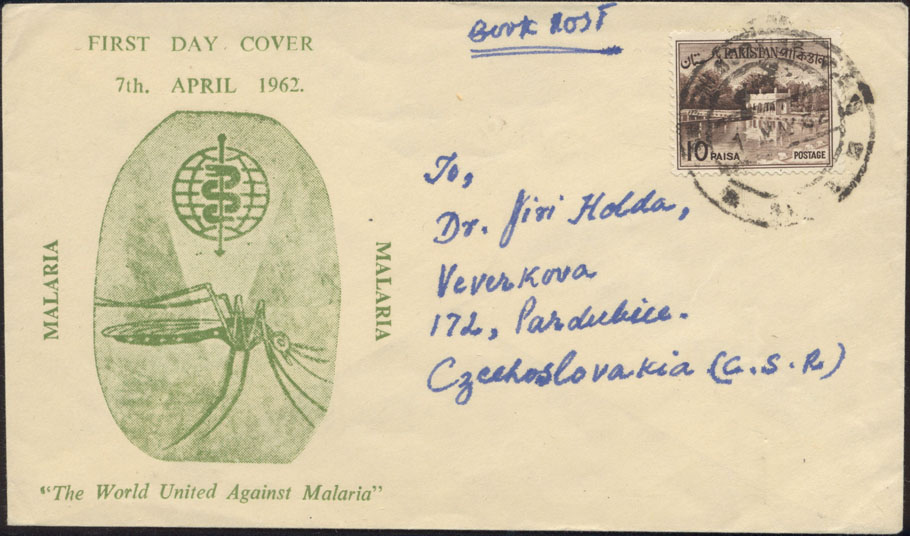 FIRST DAY COVER
7th. APRIL 1962.
Book Post
پاکستان PAKISTAN পাকিস্তান
10 PAISA POSTAGE
To,
Dr. Jiri Holda,
Veverkova
172, Pardubice.
Czechoslovakia (C.S.R)
MALARIA
MALARIA
"The World United Against Malaria"